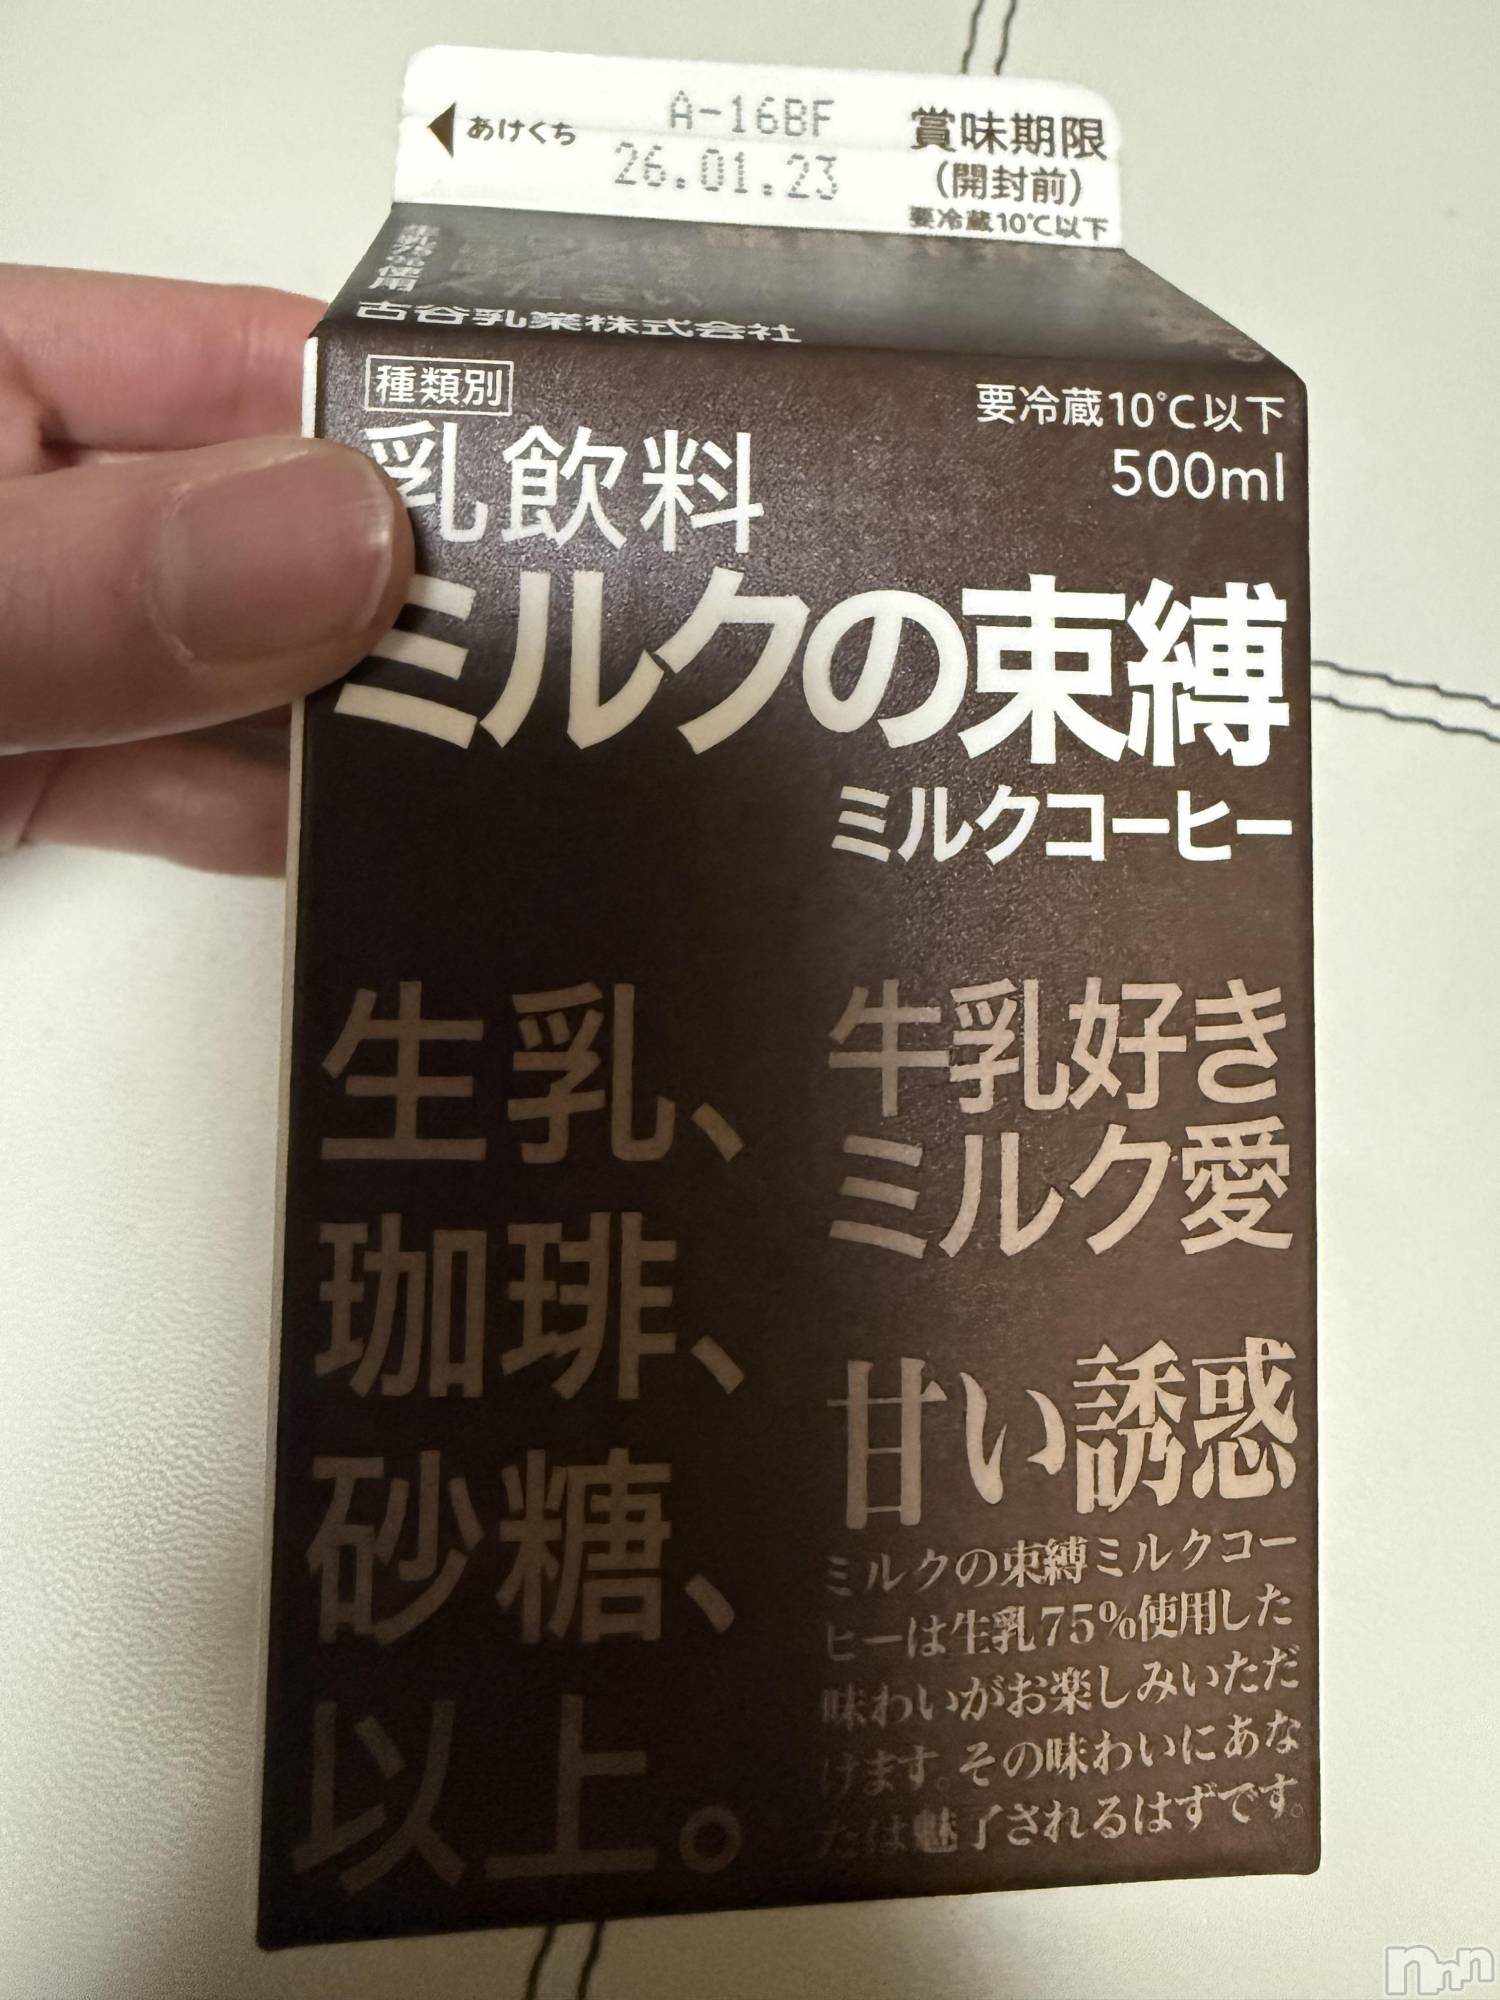 あけくち
A-16BF
26.01.23
賞味期限
(開封前)
要冷蔵10℃以下
古谷乳業株式会社
種類別
乳飲料
要冷蔵10℃以下
500ml
ミルクの束縛
ミルクコーヒー
生乳、
珈琲、
砂糖、
以上。
牛乳好き
ミルク愛
甘い誘惑
ミルクの束縛ミルクコー
ヒーは生乳75%使用した
味わいがお楽しみいただ
けます。その味わいにあな
たは魅了されるはずです。
nnn